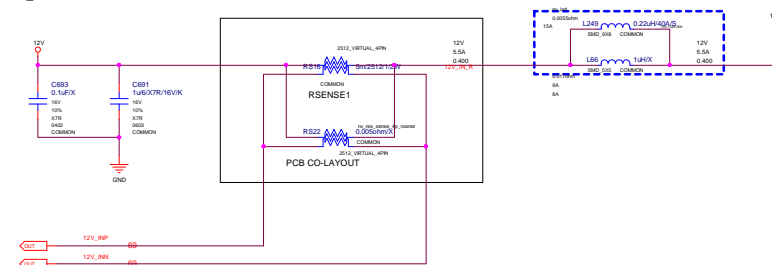 12V
C693
0.1uF/X
16V
10%
X7R
0402
COMMON
C691
1u/6/X7R/16V/K
16V
10%
X7R
0603
COMMON
GND
2512_VIRTUAL_4PIN
RS16
5m/2512/1/2W
COMMON
RSENSE1
RS22
0.005ohm/X
COMMON
2512_VIRTUAL_4PIN
PCB CO-LAYOUT
12V
5.5A
0.400
12V_IN_R
0.0055ohm
15A
L249
0.22uH/40A/S
SMD_9X8
COMMON
L66
1uH/X
SMD_5X5
COMMON
9A
8A
12V
5.5A
0.400
OUT
12V_INP
69
OUT
12V_INN
69